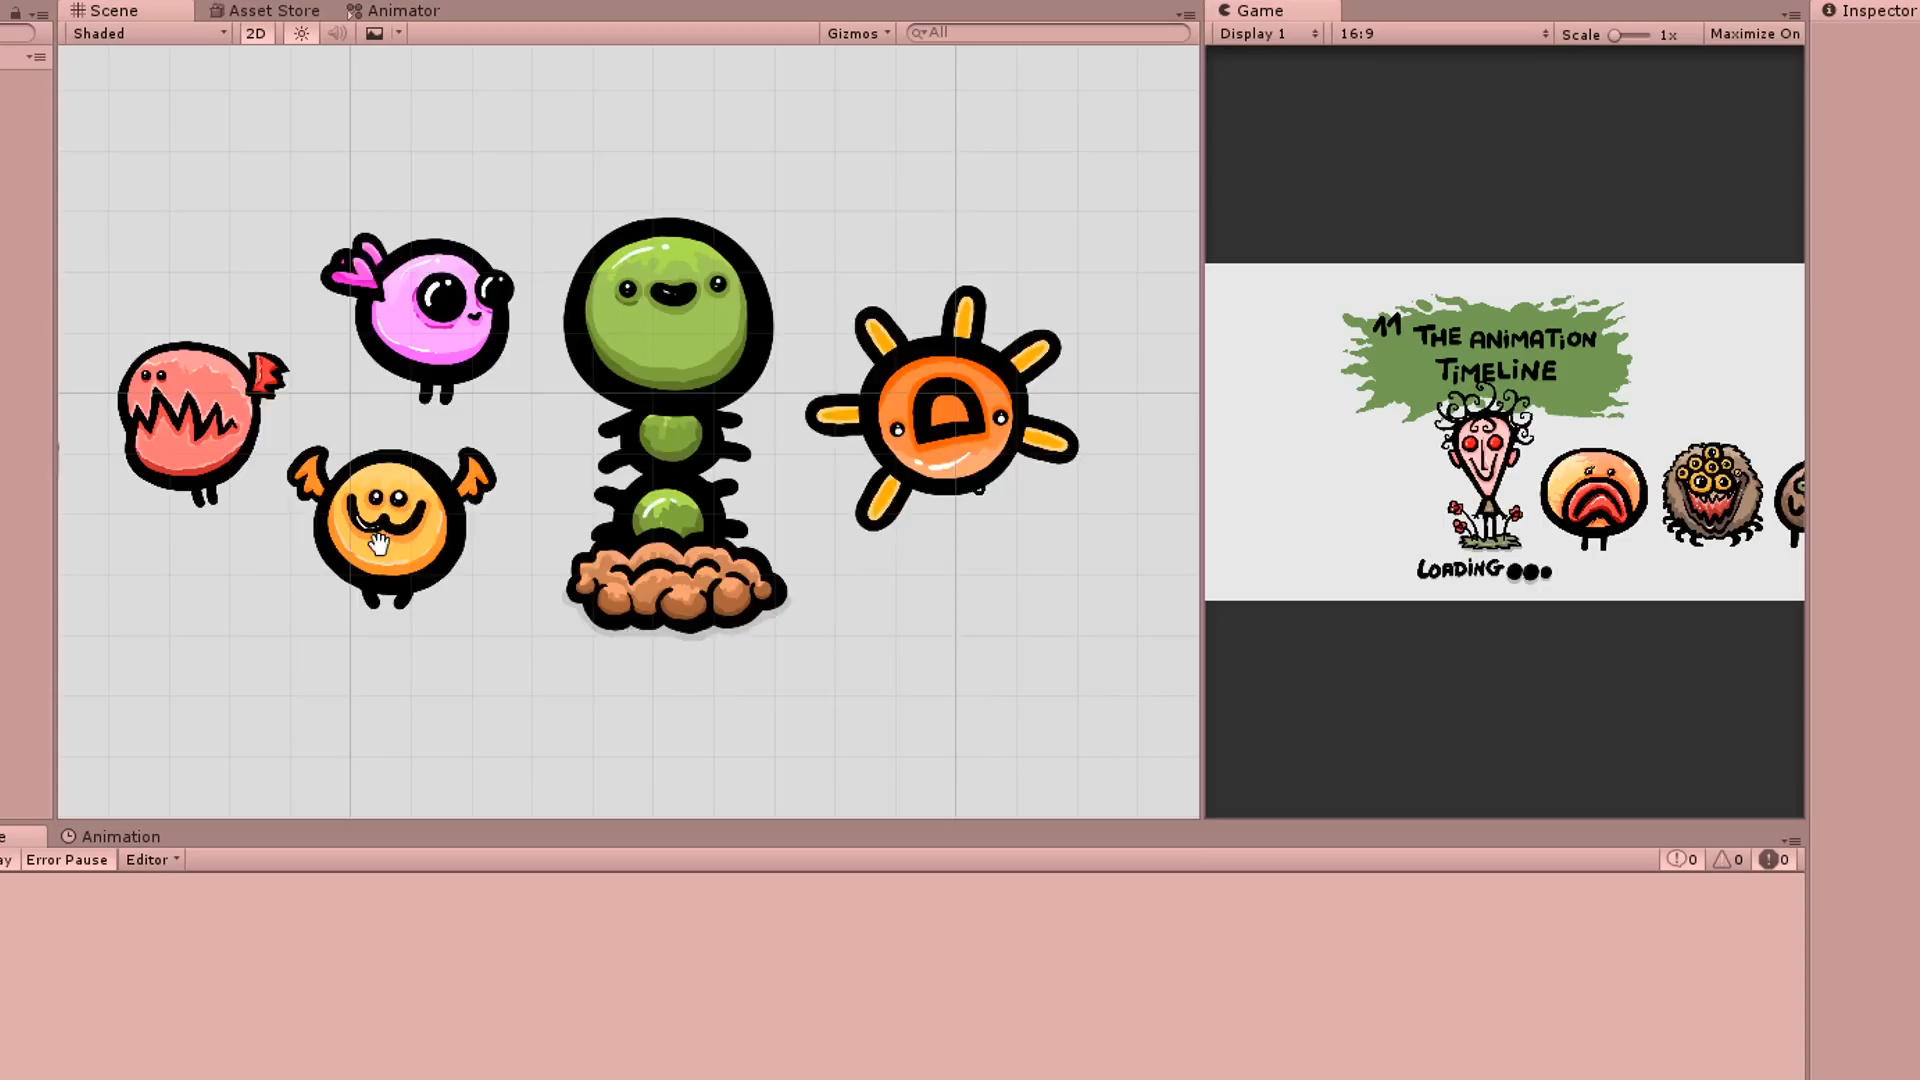 Scene
Asset Store
Animator
Game
Inspector
Shaded
2D
Gizmos
All
Display 1
16:9
Scale
1x
Maximize On
11 THE ANIMATION
TIMELINE
LOADING
e
Animation
ay
Error Pause
Editor
0
0
0